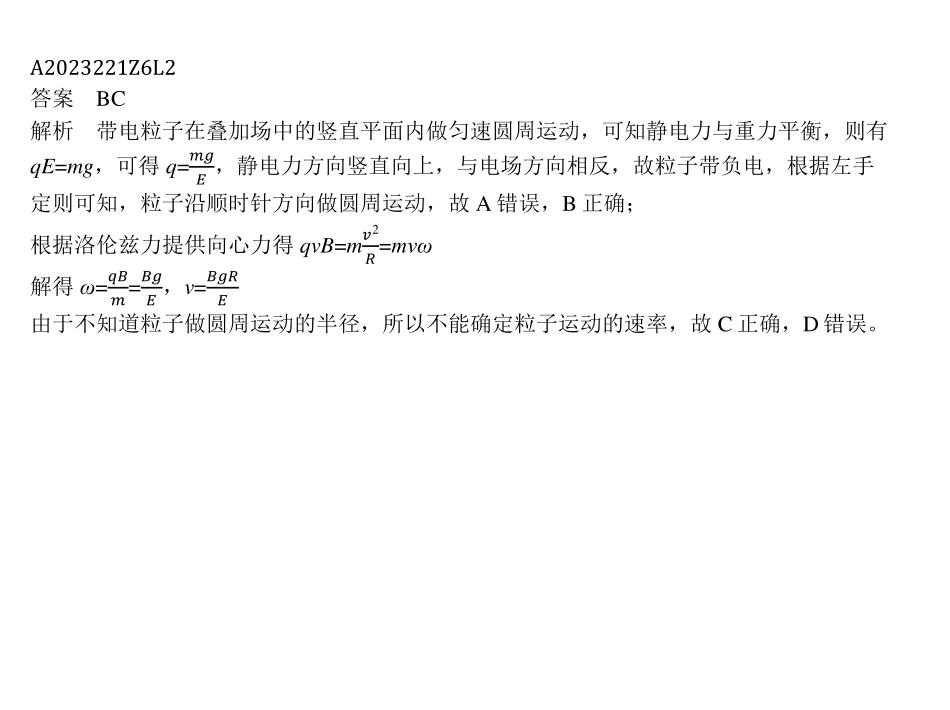 A2023221Z6L2
答案　BC
解析　带电粒子在叠加场中的竖直平面内做匀速圆周运动，可知静电力与重力平衡，则有
qE=mg，可得 q=\frac{mg}{E}，静电力方向竖直向上，与电场方向相反，故粒子带负电，根据左手
定则可知，粒子沿顺时针方向做圆周运动，故 A 错误，B 正确；
根据洛伦兹力提供向心力得 qvB=m\frac{v^2}{R}=mvω
解得 ω=\frac{qB}{m}=\frac{Bg}{E}，v=\frac{BgR}{E}
由于不知道粒子做圆周运动的半径，所以不能确定粒子运动的速率，故 C 正确，D 错误。